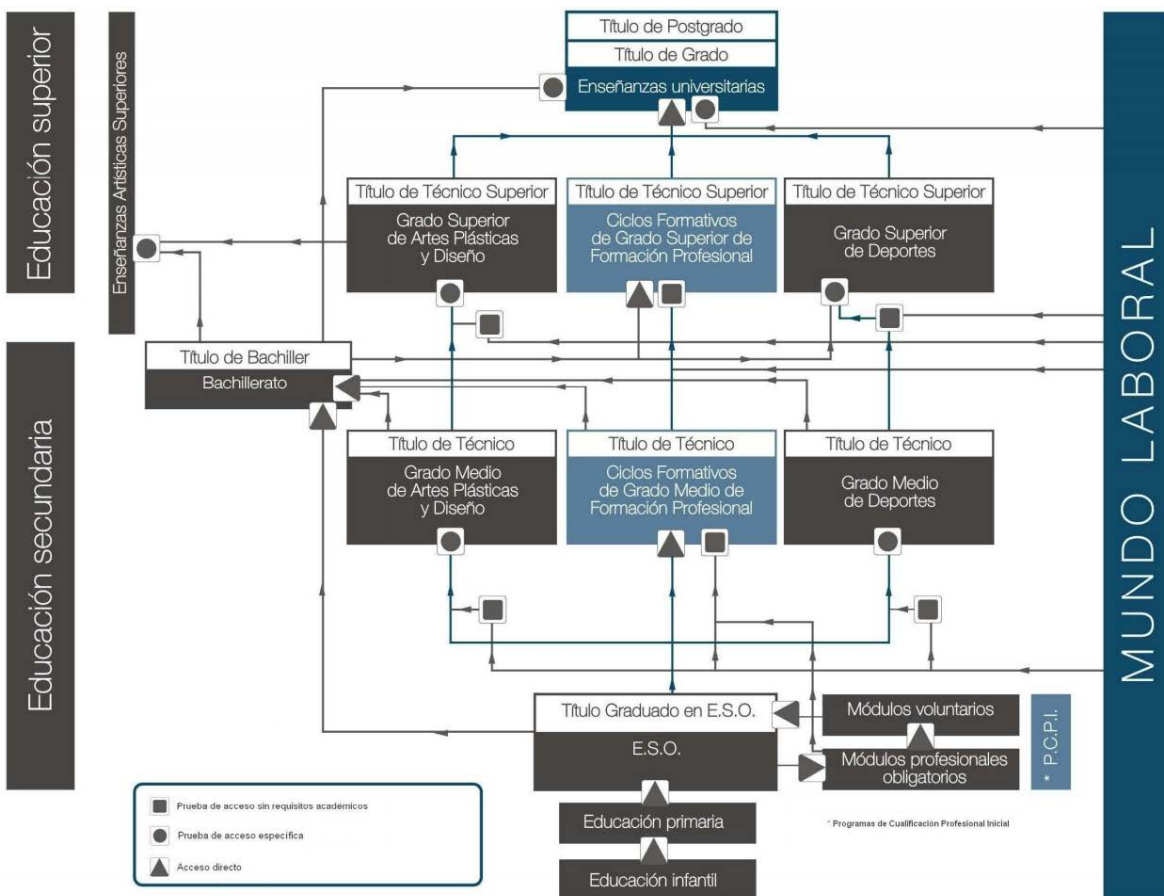 Educación superior
Enseñanzas Artísticas Superiores
Título de Postgrado
Título de Grado
Enseñanzas universitarias
Título de Técnico Superior
Grado Superior
de Artes Plásticas
y Diseño
Título de Técnico Superior
Ciclos Formativos
de Grado Superior de
Formación Profesional
Título de Técnico Superior
Grado Superior
de Deportes
MUNDO LABORAL
Educación secundaria
Título de Bachiller
Bachillerato
Título de Técnico
Grado Medio
de Artes Plásticas
y Diseño
Título de Técnico
Ciclos Formativos
de Grado Medio de
Formación Profesional
Título de Técnico
Grado Medio
de Deportes
Título Graduado en E.S.O.
E.S.O.
Módulos voluntarios
Módulos profesionales
obligatorios
* P.C.P.I.
Educación primaria
Educación infantil
* Programas de Cualificación Profesional Inicial
Prueba de acceso sin requisitos académicos
Prueba de acceso específica
Acceso directo